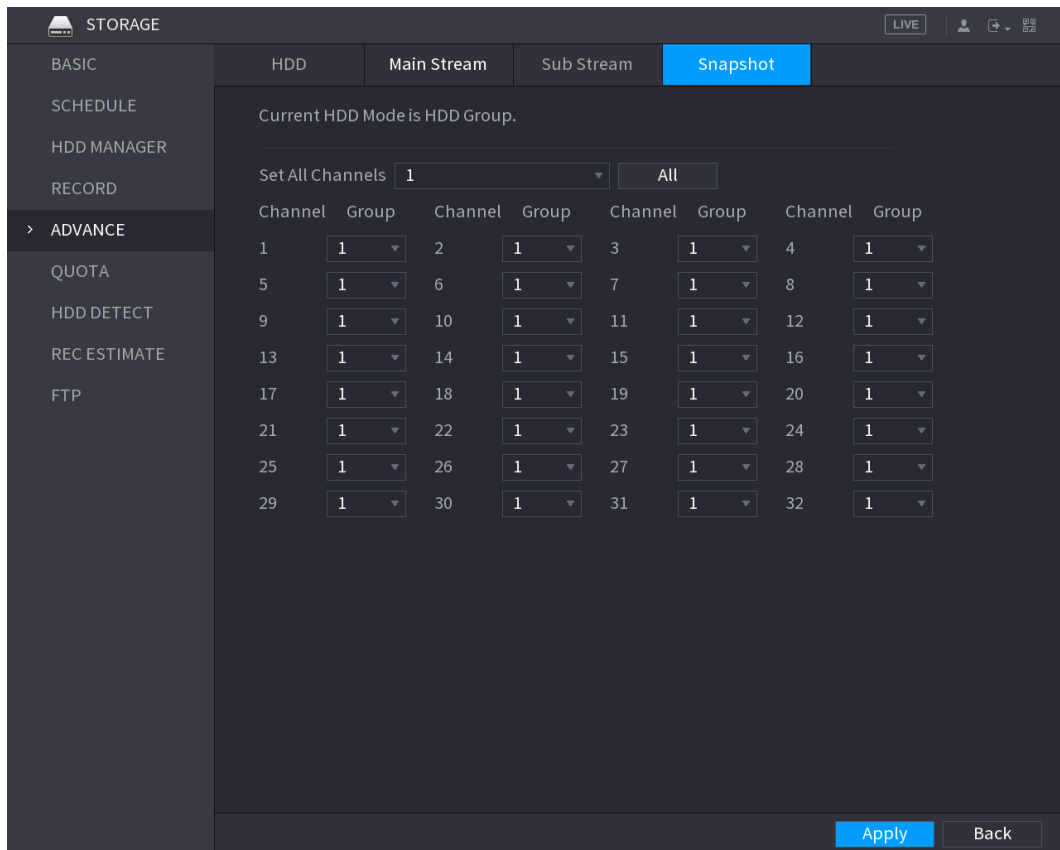 STORAGE LIVE
BASIC
SCHEDULE
HDD MANAGER
RECORD
ADVANCE
QUOTA
HDD DETECT
REC ESTIMATE
FTP
HDD Main Stream Sub Stream Snapshot
Current HDD Mode is HDD Group.
Set All Channels 1 All
Channel Group Channel Group Channel Group Channel Group
1 1 2 1 3 1 4 1
5 1 6 1 7 1 8 1
9 1 10 1 11 1 12 1
13 1 14 1 15 1 16 1
17 1 18 1 19 1 20 1
21 1 22 1 23 1 24 1
25 1 26 1 27 1 28 1
29 1 30 1 31 1 32 1
Apply Back